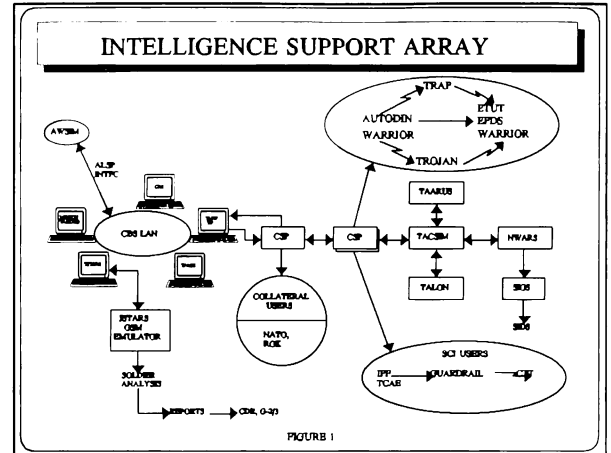 INTELLIGENCE SUPPORT ARRAY
TRAP
ETUT
AUTODIN
EPDS
WARRIOR
WARRIOR
TROJAN
AWSIM
ALSP
INTFC
CBS
CBS LAN
TAARUS
CSP
CSP
TACSIM
NWARS
TALON
SIOS
SIOS
COLLATERAL
USERS
NATO,
ROK
JSTARS
GSM
EMULATOR
SOLDIER
ANALYSIS
REPORTS
CDR, G-2/3
SCI USERS
IPF
GUARDRAIL
TCAE
FIGURE 1